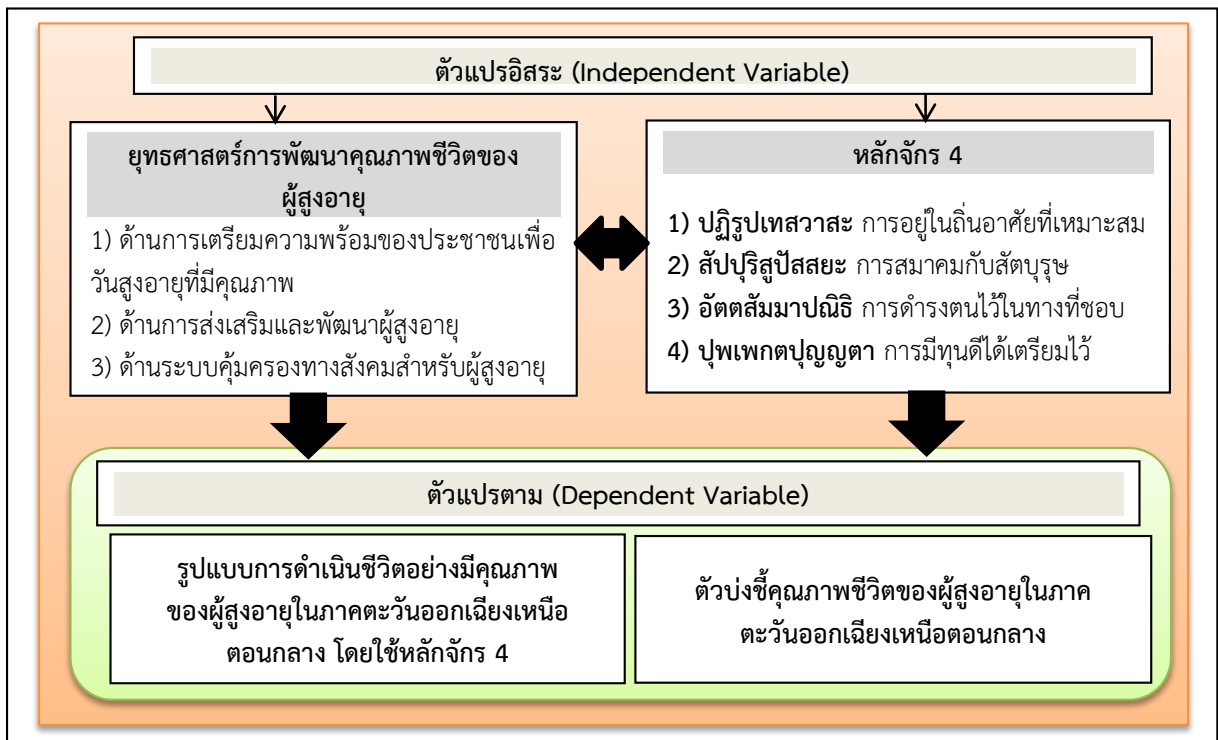 ตัวแปรอิสระ (Independent Variable)
ยุทธศาสตร์การพัฒนาคุณภาพชีวิตของ
ผู้สูงอายุ
1) ด้านการเตรียมความพร้อมของประชาชนเพื่อ
วันสูงอายุที่มีคุณภาพ
2) ด้านการส่งเสริมและพัฒนาผู้สูงอายุ
3) ด้านระบบคุ้มครองทางสังคมสำหรับผู้สูงอายุ
หลักจักร 4
1) ปฏิรูปเทสวาสะ การอยู่ในถิ่นอาศัยที่เหมาะสม
2) สัปปุริสูปัสสยะ การสมาคมกับสัตบุรุษ
3) อัตตสัมมาปณิธิ การดำรงตนไว้ในทางที่ชอบ
4) ปุพเพกตปุญญตา การมีทุนดีได้เตรียมไว้
ตัวแปรตาม (Dependent Variable)
รูปแบบการดำเนินชีวิตอย่างมีคุณภาพ
ของผู้สูงอายุในภาคตะวันออกเฉียงเหนือ
ตอนกลาง โดยใช้หลักจักร 4
ตัวบ่งชี้คุณภาพชีวิตของผู้สูงอายุในภาค
ตะวันออกเฉียงเหนือตอนกลาง